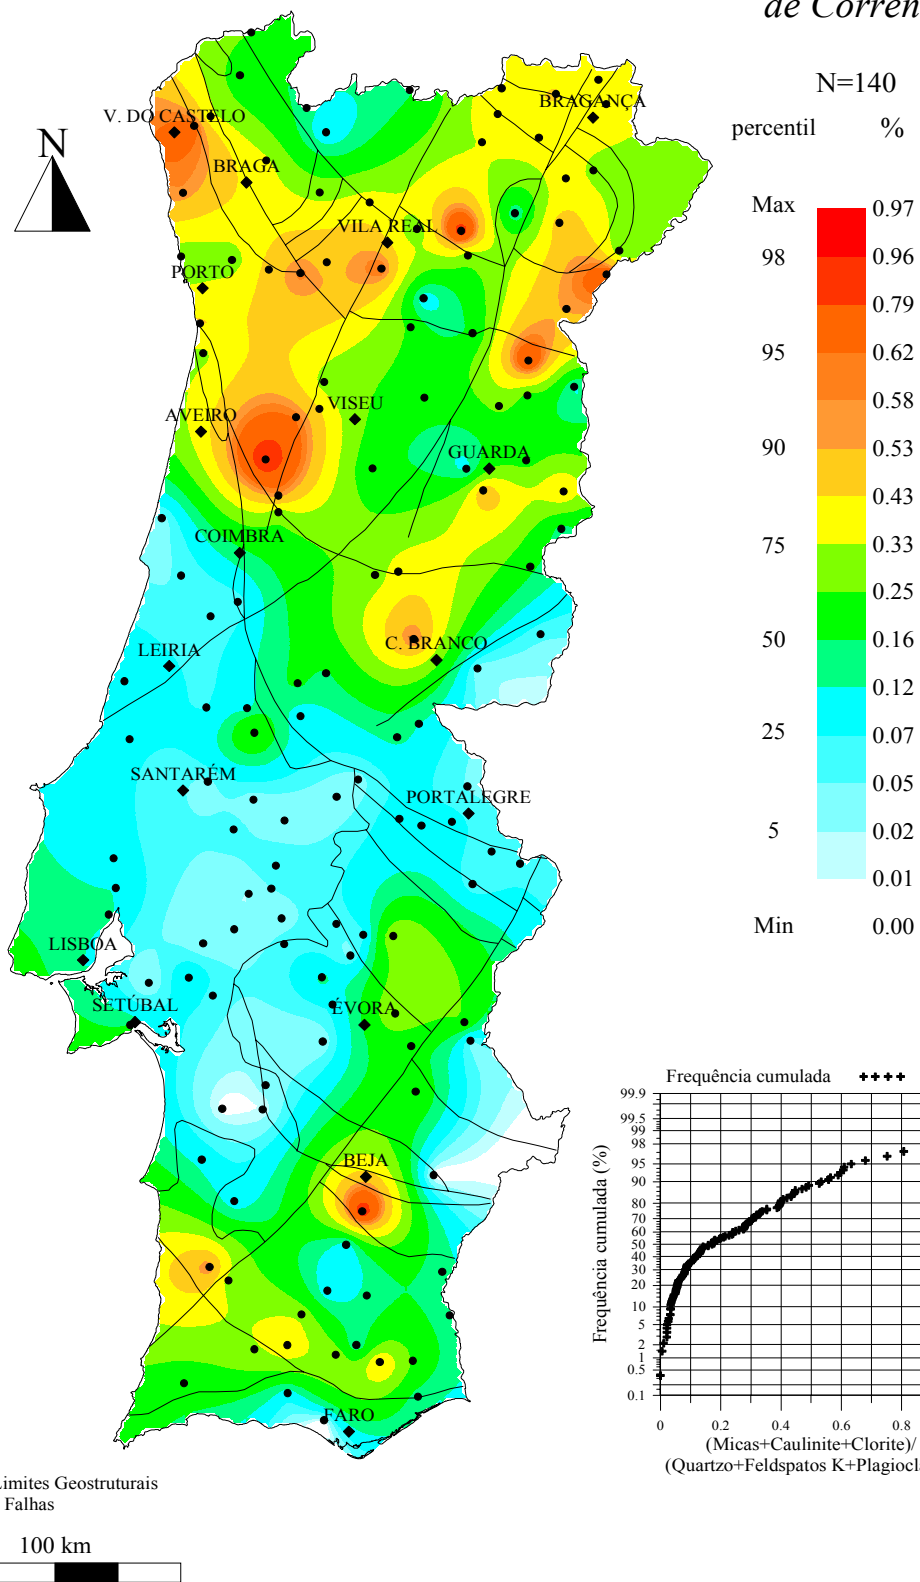 de Corren
N=140
percentil %
Max 0.97
98 0.96
0.79
95 0.62
0.58
90 0.53
0.43
75 0.33
0.25
50 0.16
0.12
25 0.07
0.05
5 0.02
0.01
Min 0.00
N
BRAGANÇA
V. DO CASTELO
BRAGA
VILA REAL
PORTO
AVEIRO
VISEU
GUARDA
COIMBRA
C. BRANCO
LEIRIA
SANTARÉM
PORTALEGRE
LISBOA
SETÚBAL
ÉVORA
BEJA
FARO
Frequência cumulada
Frequência cumulada (%)
99.9
99.5
99
98
95
90
80
70
60
50
40
30
20
10
5
2
1
0.5
0.1
0 0.2 0.4 0.6 0.8
(Micas+Caulinite+Clorite)/
(Quartzo+Feldspatos K+Plagiocl
Limites Geostruturais
Falhas
100 km